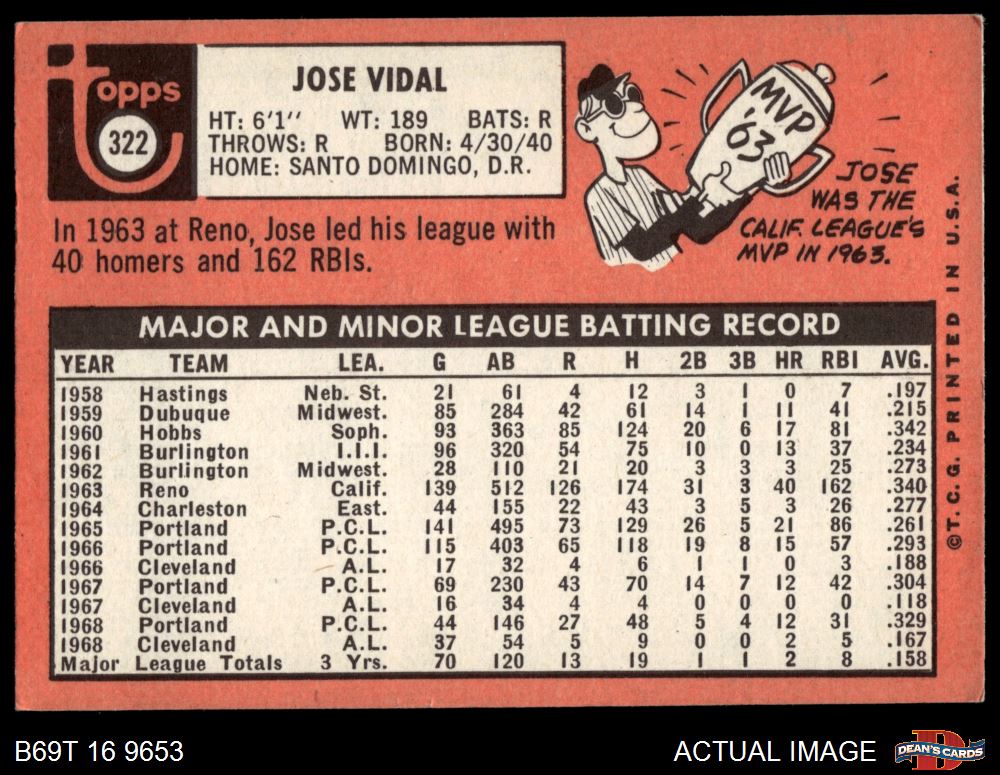 Topps
322
JOSE VIDAL
HT: 6'1" WT: 189 BATS: R
THROWS: R BORN: 4/30/40
HOME: SANTO DOMINGO, D.R.
MVP
'63
JOSE
WAS THE
CALIF. LEAGUE'S
MVP IN 1963.
In 1963 at Reno, Jose led his league with
40 homers and 162 RBIs.
MAJOR AND MINOR LEAGUE BATTING RECORD
YEAR TEAM LEA. G AB R H 2B 3B HR RBI AVG.
1958 Hastings Neb. St. 21 61 4 12 3 1 0 7 .197
1959 Dubuque Midwest. 85 284 42 61 14 1 11 41 .215
1960 Hobbs Soph. 93 363 85 124 20 6 17 81 .342
1961 Burlington I.I.I. 96 320 54 75 10 0 13 37 .234
1962 Burlington Midwest. 28 110 21 20 3 3 3 25 .273
1963 Reno Calif. 139 512 126 174 31 3 40 162 .340
1964 Charleston East. 44 155 22 43 3 5 3 26 .277
1965 Portland P.C.L. 141 495 73 129 26 5 21 86 .261
1966 Portland P.C.L. 115 403 65 118 19 8 15 57 .293
1966 Cleveland A.L. 17 32 4 6 1 1 0 3 .188
1967 Portland P.C.L. 69 230 43 70 14 7 12 42 .304
1967 Cleveland A.L. 16 34 4 4 0 0 0 0 .118
1968 Portland P.C.L. 44 146 27 48 5 4 12 31 .329
1968 Cleveland A.L. 37 54 5 9 0 0 2 5 .167
Major League Totals 3 Yrs. 70 120 13 19 1 1 2 8 .158
©T. C. G. PRINTED IN U.S.A.
B69T 16 9653
ACTUAL IMAGE
D
DEAN'S CARDS